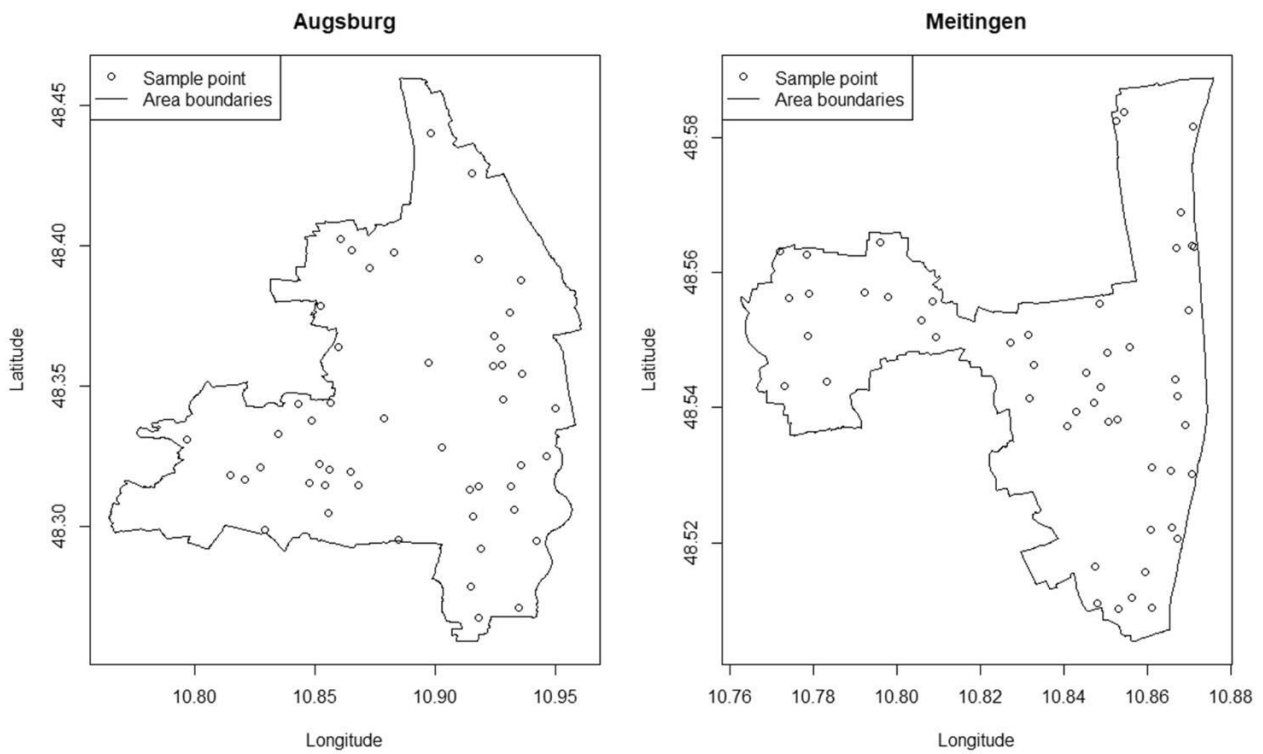 Augsburg
Sample point
Area boundaries
Latitude
48.45
48.40
48.35
48.30
10.80
10.85
10.90
10.95
Longitude
Meitingen
Sample point
Area boundaries
Latitude
48.58
48.56
48.54
48.52
10.76
10.78
10.80
10.82
10.84
10.86
10.88
Longitude